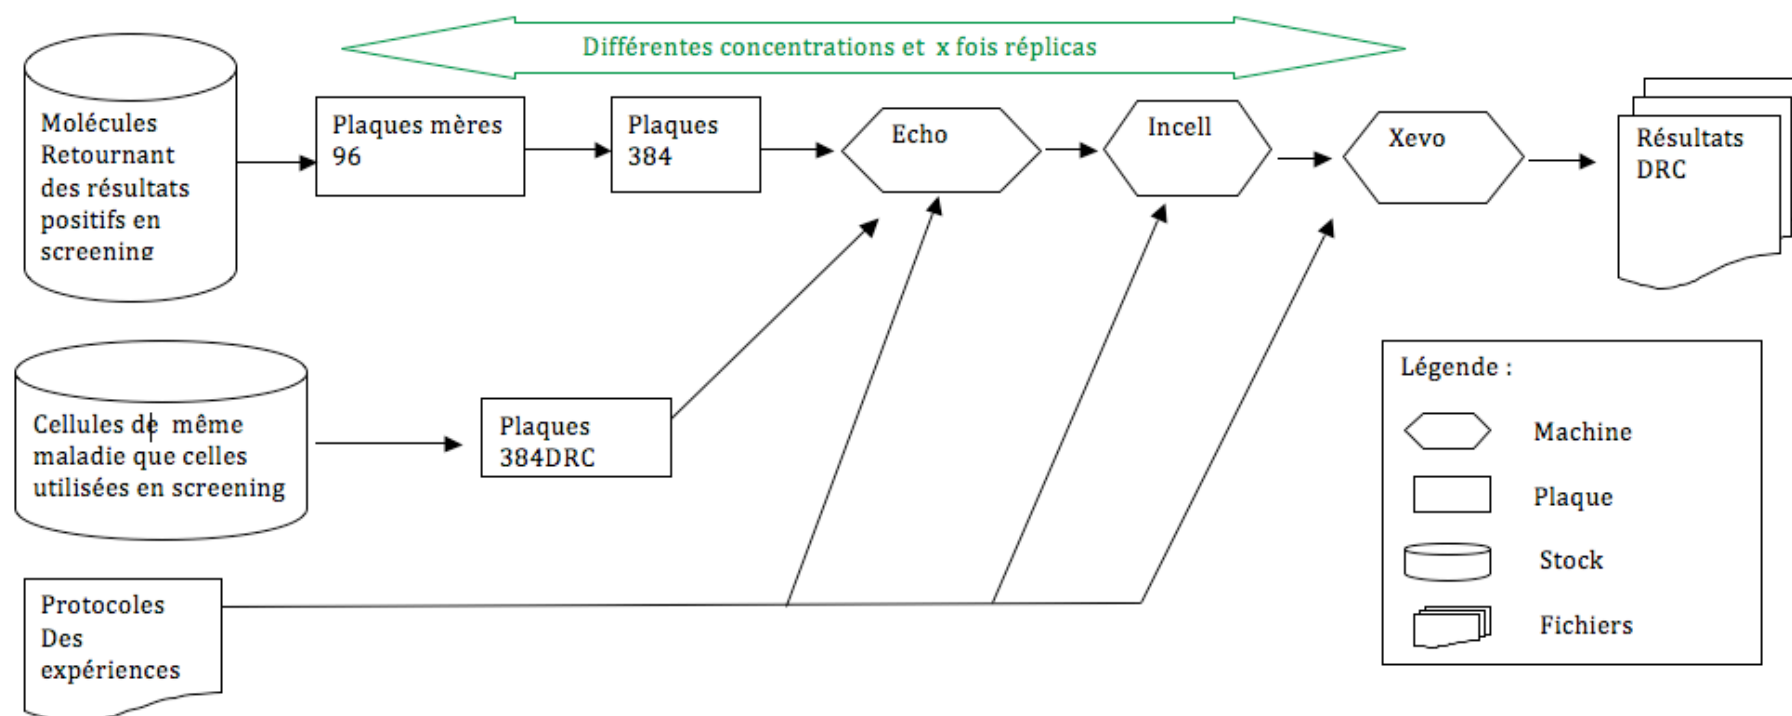 Différentes concentrations et x fois réplicas
Molécules
Retournant
des résultats
positifs en
screening
Plaques mères
96
Plaques
384
Echo
Incell
Xevo
Résultats
DRC
Cellules de même
maladie que celles
utilisées en screening
Plaques
384DRC
Protocoles
Des
expériences
Légende :
Machine
Plaque
Stock
Fichiers